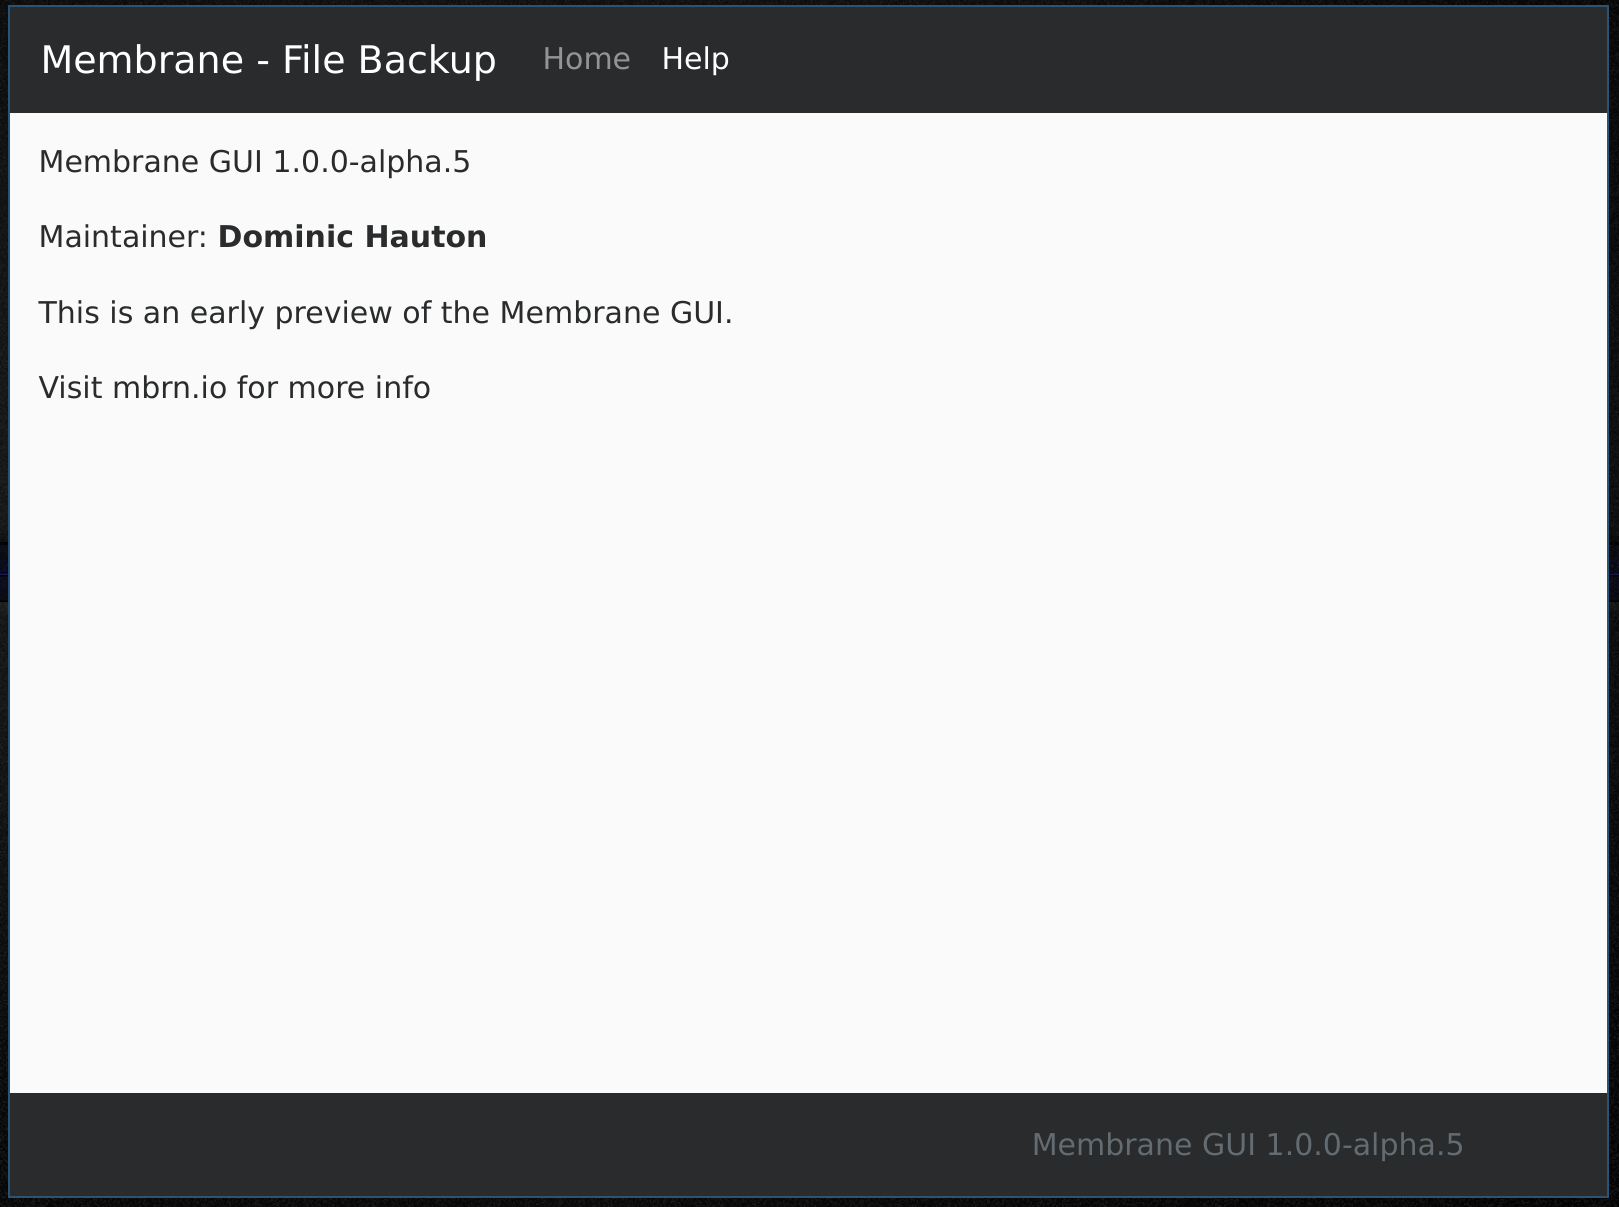 Membrane - File Backup Home Help
Membrane GUI 1.0.0-alpha.5
Maintainer: Dominic Hauton
This is an early preview of the Membrane GUI.
Visit mbrn.io for more info
Membrane GUI 1.0.0-alpha.5